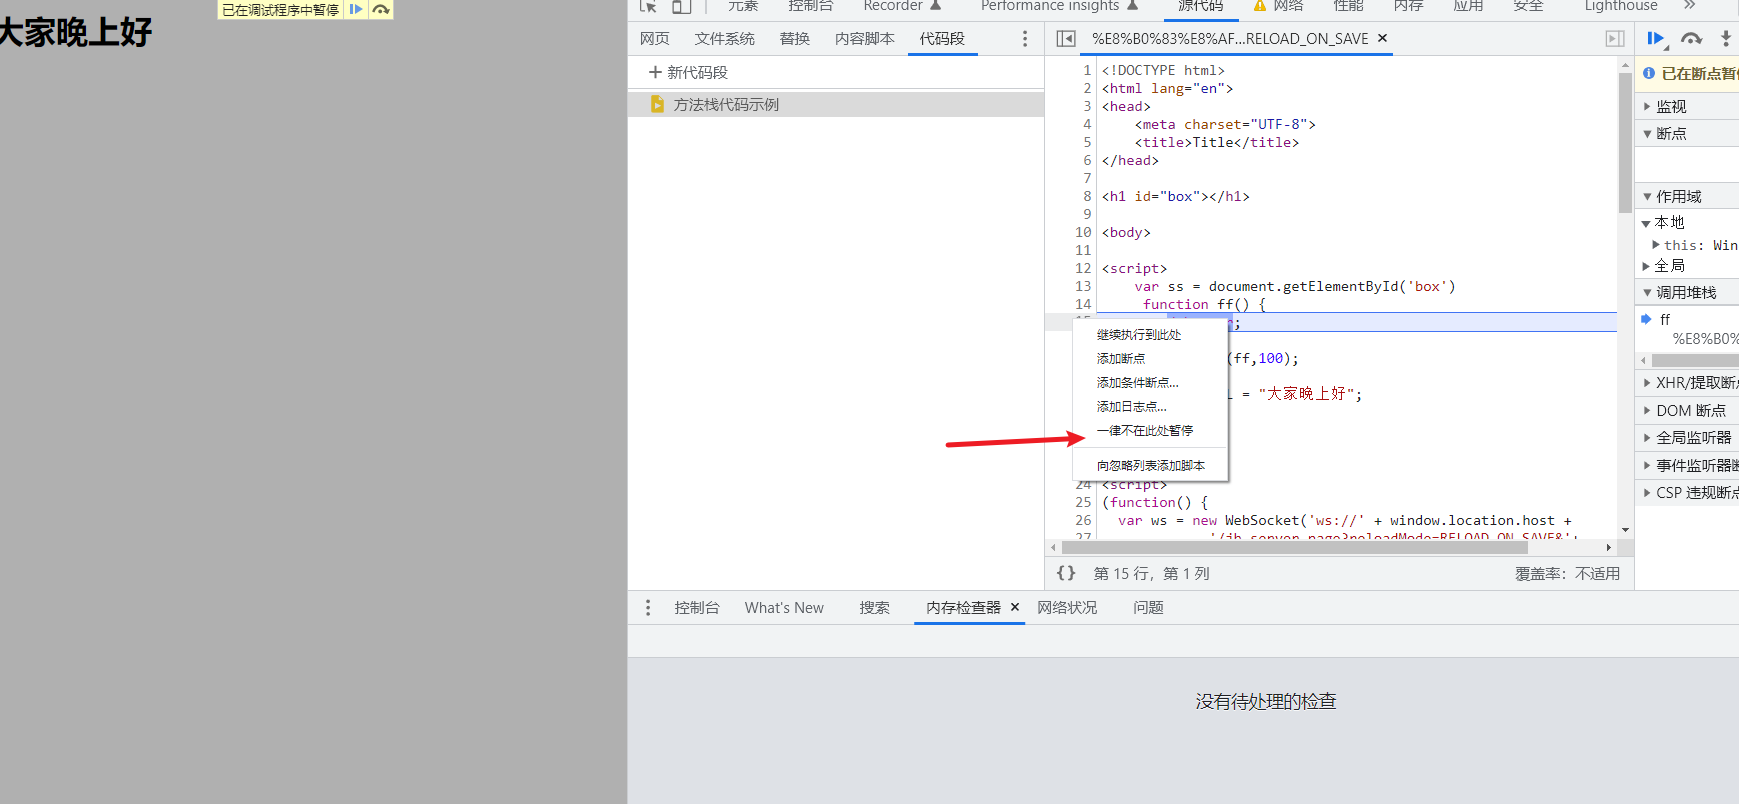 已在调试程序中暂停
大家晚上好
元素 控制台 Recorder Performance insights 源代码 网络 性能 内存 应用 安全 Lighthouse
网页 文件系统 替换 内容脚本 代码段
新代码段
方法栈代码示例
%E8%B0%83%E8%AF...RELOAD_ON_SAVE
1 <!DOCTYPE html>
2 <html lang="en">
3 <head>
4 <meta charset="UTF-8">
5 <title>Title</title>
6 </head>
7
8 <h1 id="box"></h1>
9
10 <body>
11
12 <script>
13 var ss = document.getElementById('box')
14 function ff() {
15 ;
(ff,100);
= "大家晚上好";
24 <script>
25 (function() {
26 var ws = new WebSocket('ws://' + window.location.host +
27 '/jb-server-page?reloadMode=RELOAD_ON_SAVE&'+
继续执行到此处
添加断点
添加条件断点...
添加日志点...
一律不在此处暂停
向忽略列表添加脚本
{} 第 15 行，第 1 列
覆盖率：不适用
已在断点暂
监视
断点
作用域
本地
this: Win
全局
调用堆栈
ff
%E8%B0%
XHR/提取断
DOM 断点
全局监听器
事件监听器
CSP 违规断
控制台 What's New 搜索 内存检查器 网络状况 问题
没有待处理的检查